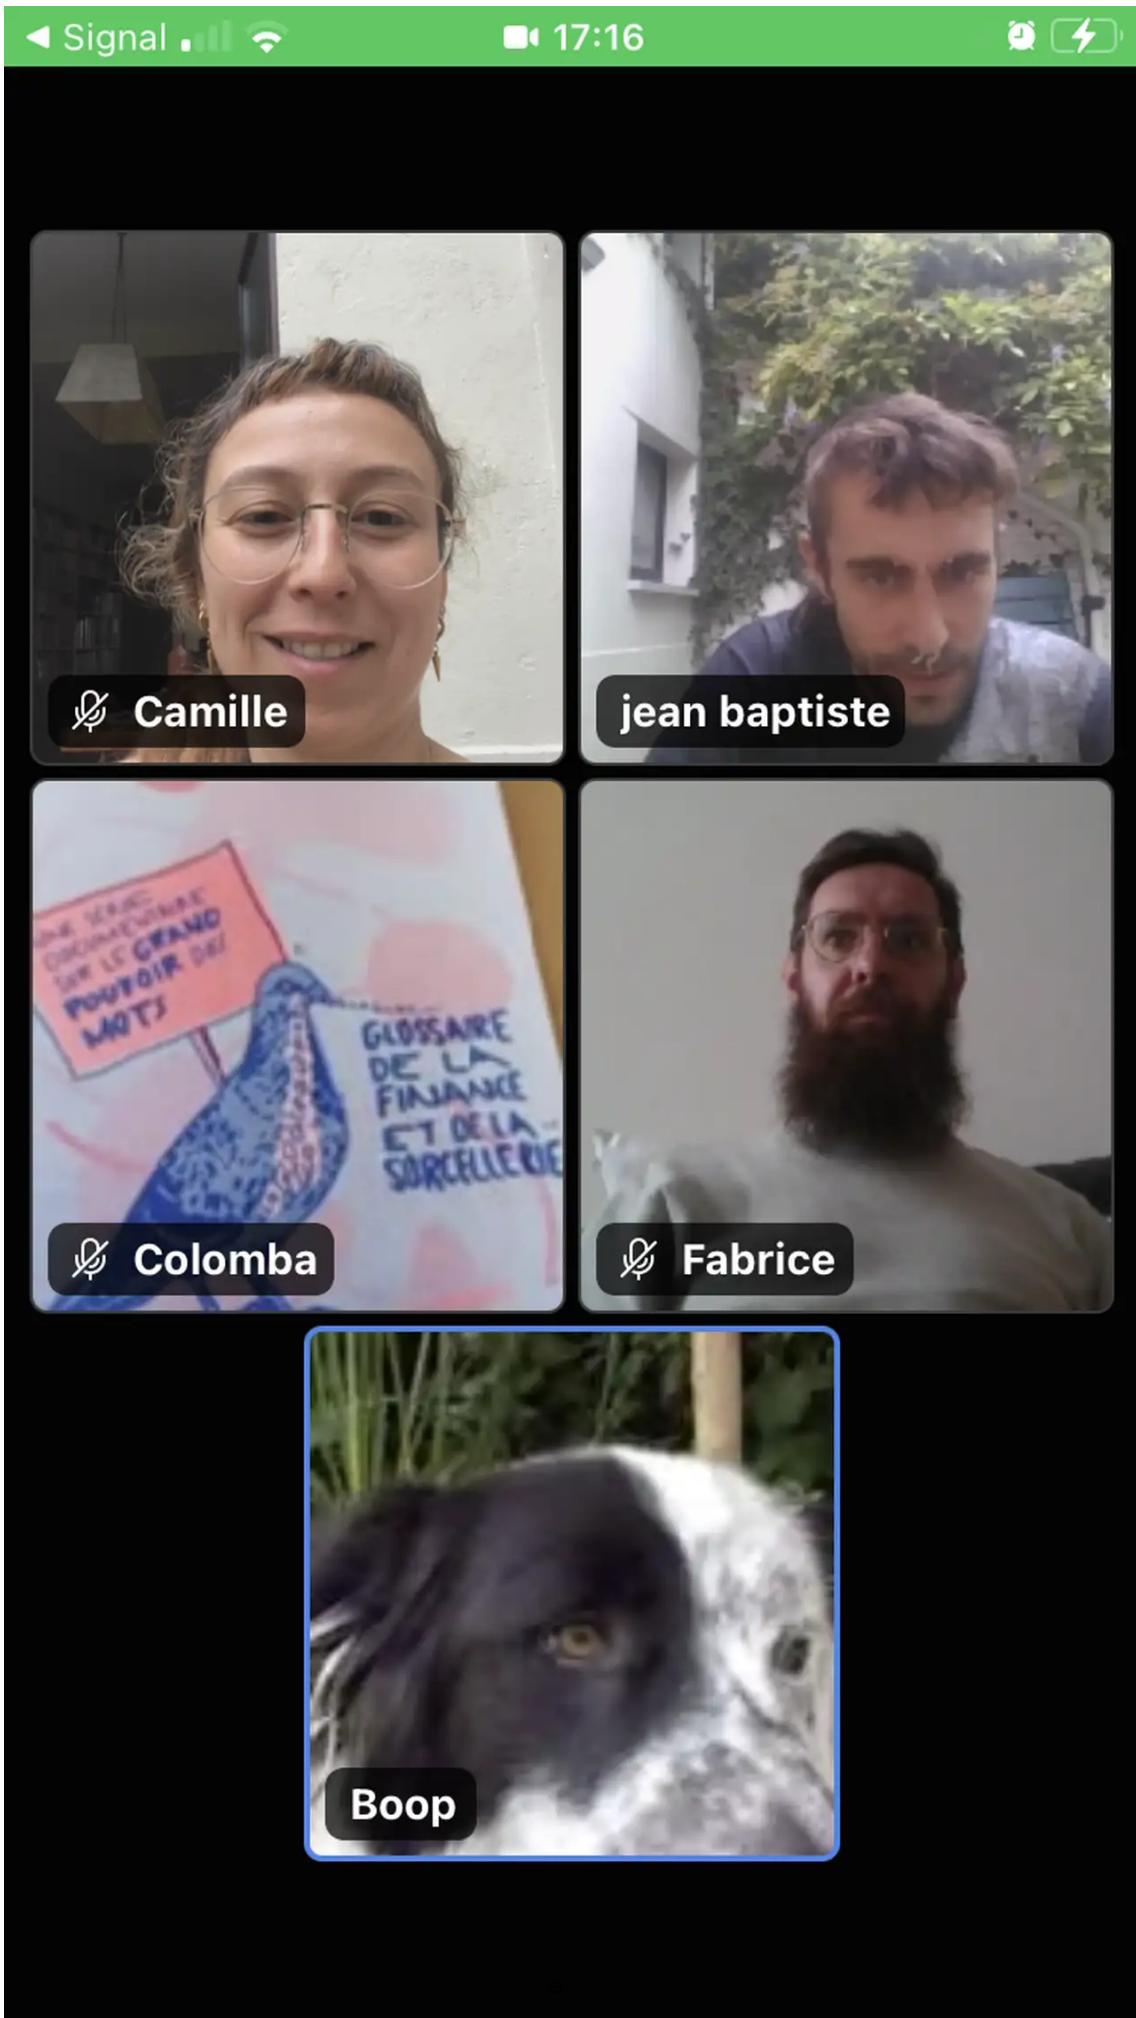 Signal
17:16
Camille
jean baptiste
UNE SÉRIE
DOCUMENTAIRE
SUR LE GRAND
POUVOIR DES
MOTS
GLOSSAIRE
DE LA
FINANCE
ET DE LA
SORCELLERIE
Colomba
Fabrice
Boop